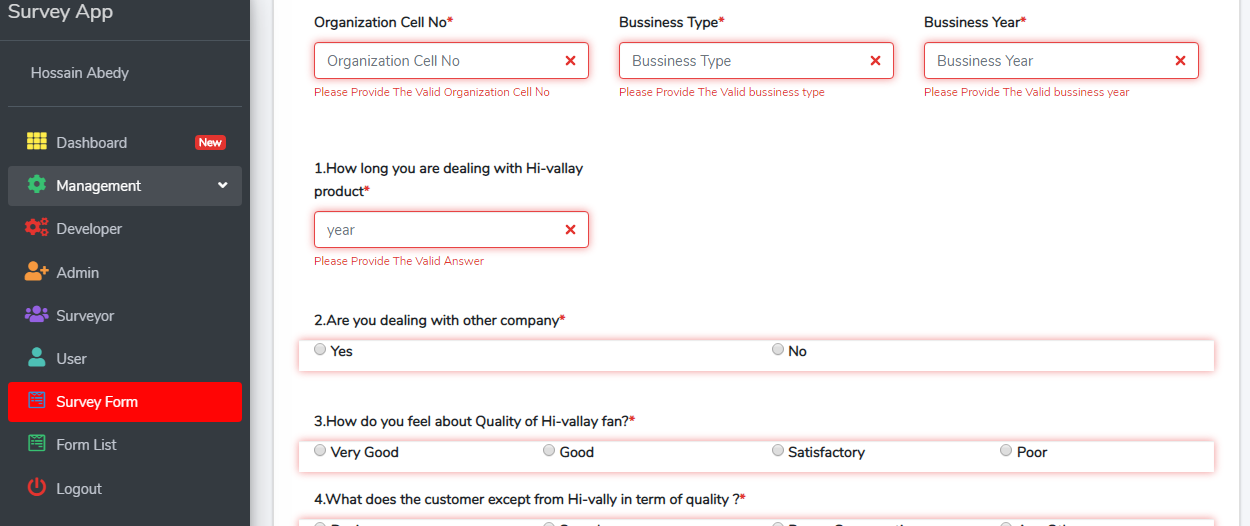 Survey App
Hossain Abedy
Dashboard New
Management
Developer
Admin
Surveyor
User
Survey Form
Form List
Logout
Organization Cell No* Bussiness Type* Bussiness Year*
Organization Cell No Bussiness Type Bussiness Year
Please Provide The Valid Organization Cell No Please Provide The Valid bussiness type Please Provide The Valid bussiness year
1.How long you are dealing with Hi-vallay
product*
year
Please Provide The Valid Answer
2.Are you dealing with other company*
Yes No
3.How do you feel about Quality of Hi-vallay fan?*
Very Good Good Satisfactory Poor
4.What does the customer except from Hi-vally in term of quality ?*